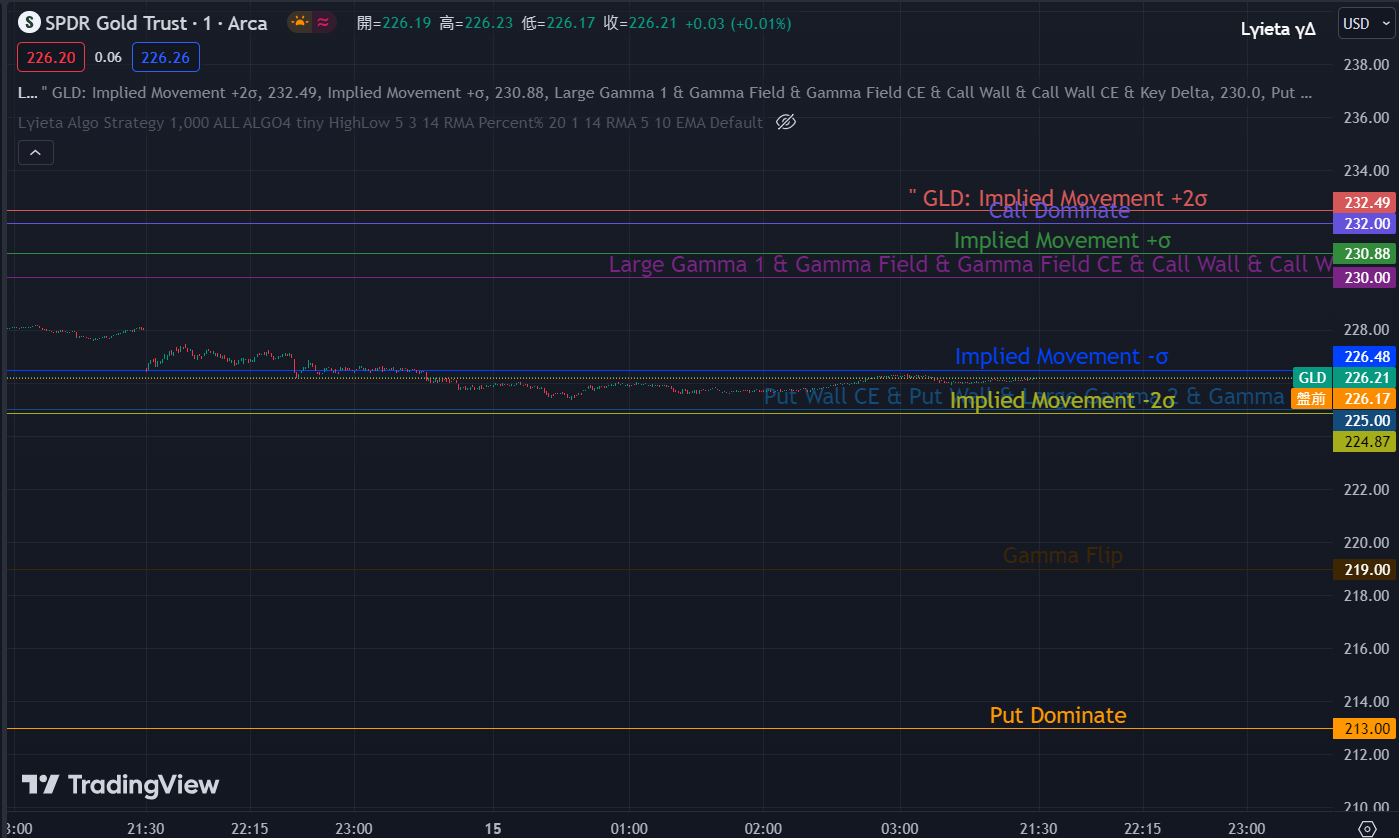 SPDR Gold Trust · 1 · Arca 開=226.19 高=226.23 低=226.17 收=226.21 +0.03 (+0.01%)
Lyieta γΔ
USD
226.20 0.06 226.26
L... " GLD: Implied Movement +2σ, 232.49, Implied Movement +σ, 230.88, Large Gamma 1 & Gamma Field & Gamma Field CE & Call Wall & Call Wall CE & Key Delta, 230.0, Put ...
Lyieta Algo Strategy 1,000 ALL ALGO4 tiny HighLow 5 3 14 RMA Percent% 20 1 14 RMA 5 10 EMA Default
238.00
236.00
234.00
" GLD: Implied Movement +2σ
232.49
Call Dominate
232.00
Implied Movement +σ
230.88
Large Gamma 1 & Gamma Field & Gamma Field CE & Call Wall & Call W
230.00
228.00
Implied Movement -σ
226.48
GLD 226.21
Put Wall CE & Put Wall & Large Gamma 2 & Gamma
Implied Movement -2σ
盤前 226.17
225.00
224.87
222.00
220.00
Gamma Flip
219.00
218.00
216.00
214.00
Put Dominate
213.00
212.00
TradingView
210.00
3:00 21:30 22:15 23:00 15 01:00 02:00 03:00 21:30 22:15 23:00